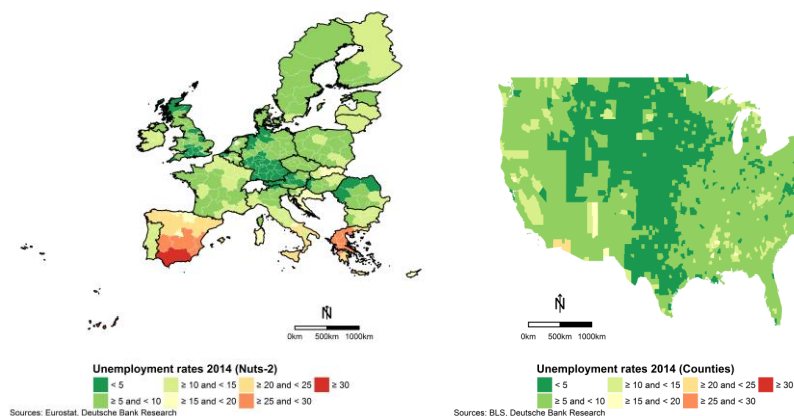 N
0km 500km 1000km
Unemployment rates 2014 (Nuts-2)
< 5 ≥ 10 and < 15 ≥ 20 and < 25 ≥ 30
≥ 5 and < 10 ≥ 15 and < 20 ≥ 25 and < 30
Sources: Eurostat, Deutsche Bank Research
N
0km 500km 1000km
Unemployment rates 2014 (Counties)
< 5 ≥ 10 and < 15 ≥ 20 and < 25 ≥ 30
≥ 5 and < 10 ≥ 15 and < 20 ≥ 25 and < 30
Sources: BLS, Deutsche Bank Research